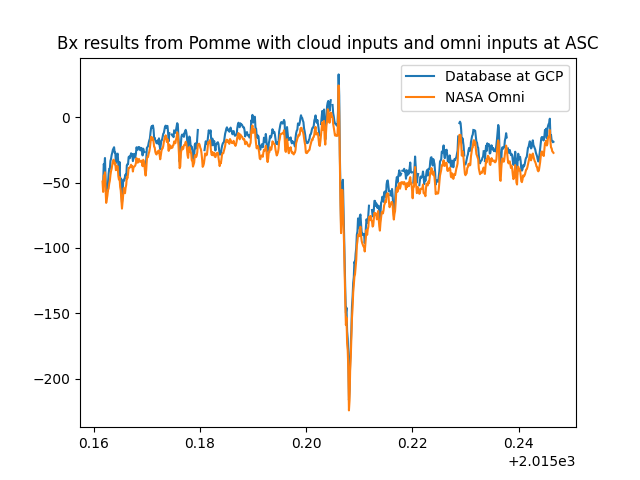 Bx results from Pomme with cloud inputs and omni inputs at ASC
Database at GCP
NASA Omni
0
−50
−100
−150
−200
0.16 0.18 0.20 0.22 0.24
+2.015e3